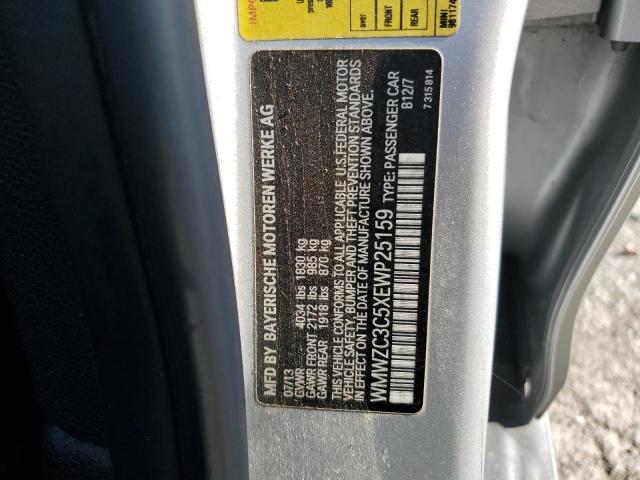 MFD BY BAYERISCHE MOTOREN WERKE AG
07/13
GVWR 4034 lbs 1830 kg
GAWR FRONT 2172 lbs 985 kg
GAWR REAR 1918 lbs 870 kg
THIS VEHICLE CONFORMS TO ALL APPLICABLE U.S. FEDERAL MOTOR
VEHICLE SAFETY, BUMPER AND THEFT PREVENTION STANDARDS
IN EFFECT ON THE DATE OF MANUFACTURE SHOWN ABOVE.
WMWZC3C5XEWP25159 TYPE: PASSENGER CAR
B12/7
7 315 814
FRONT
REAR
MINI